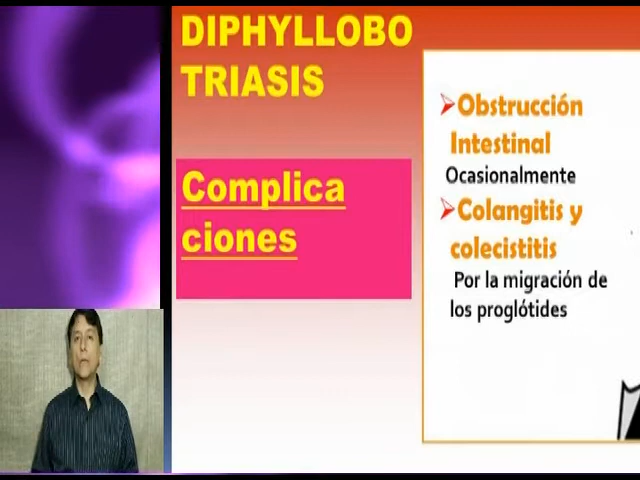 DIPHYLLOBO
TRIASIS
Complica
ciones
➢Obstrucción
Intestinal
Ocasionalmente
➢Colangitis y
colecistitis
Por la migración de
los proglótides